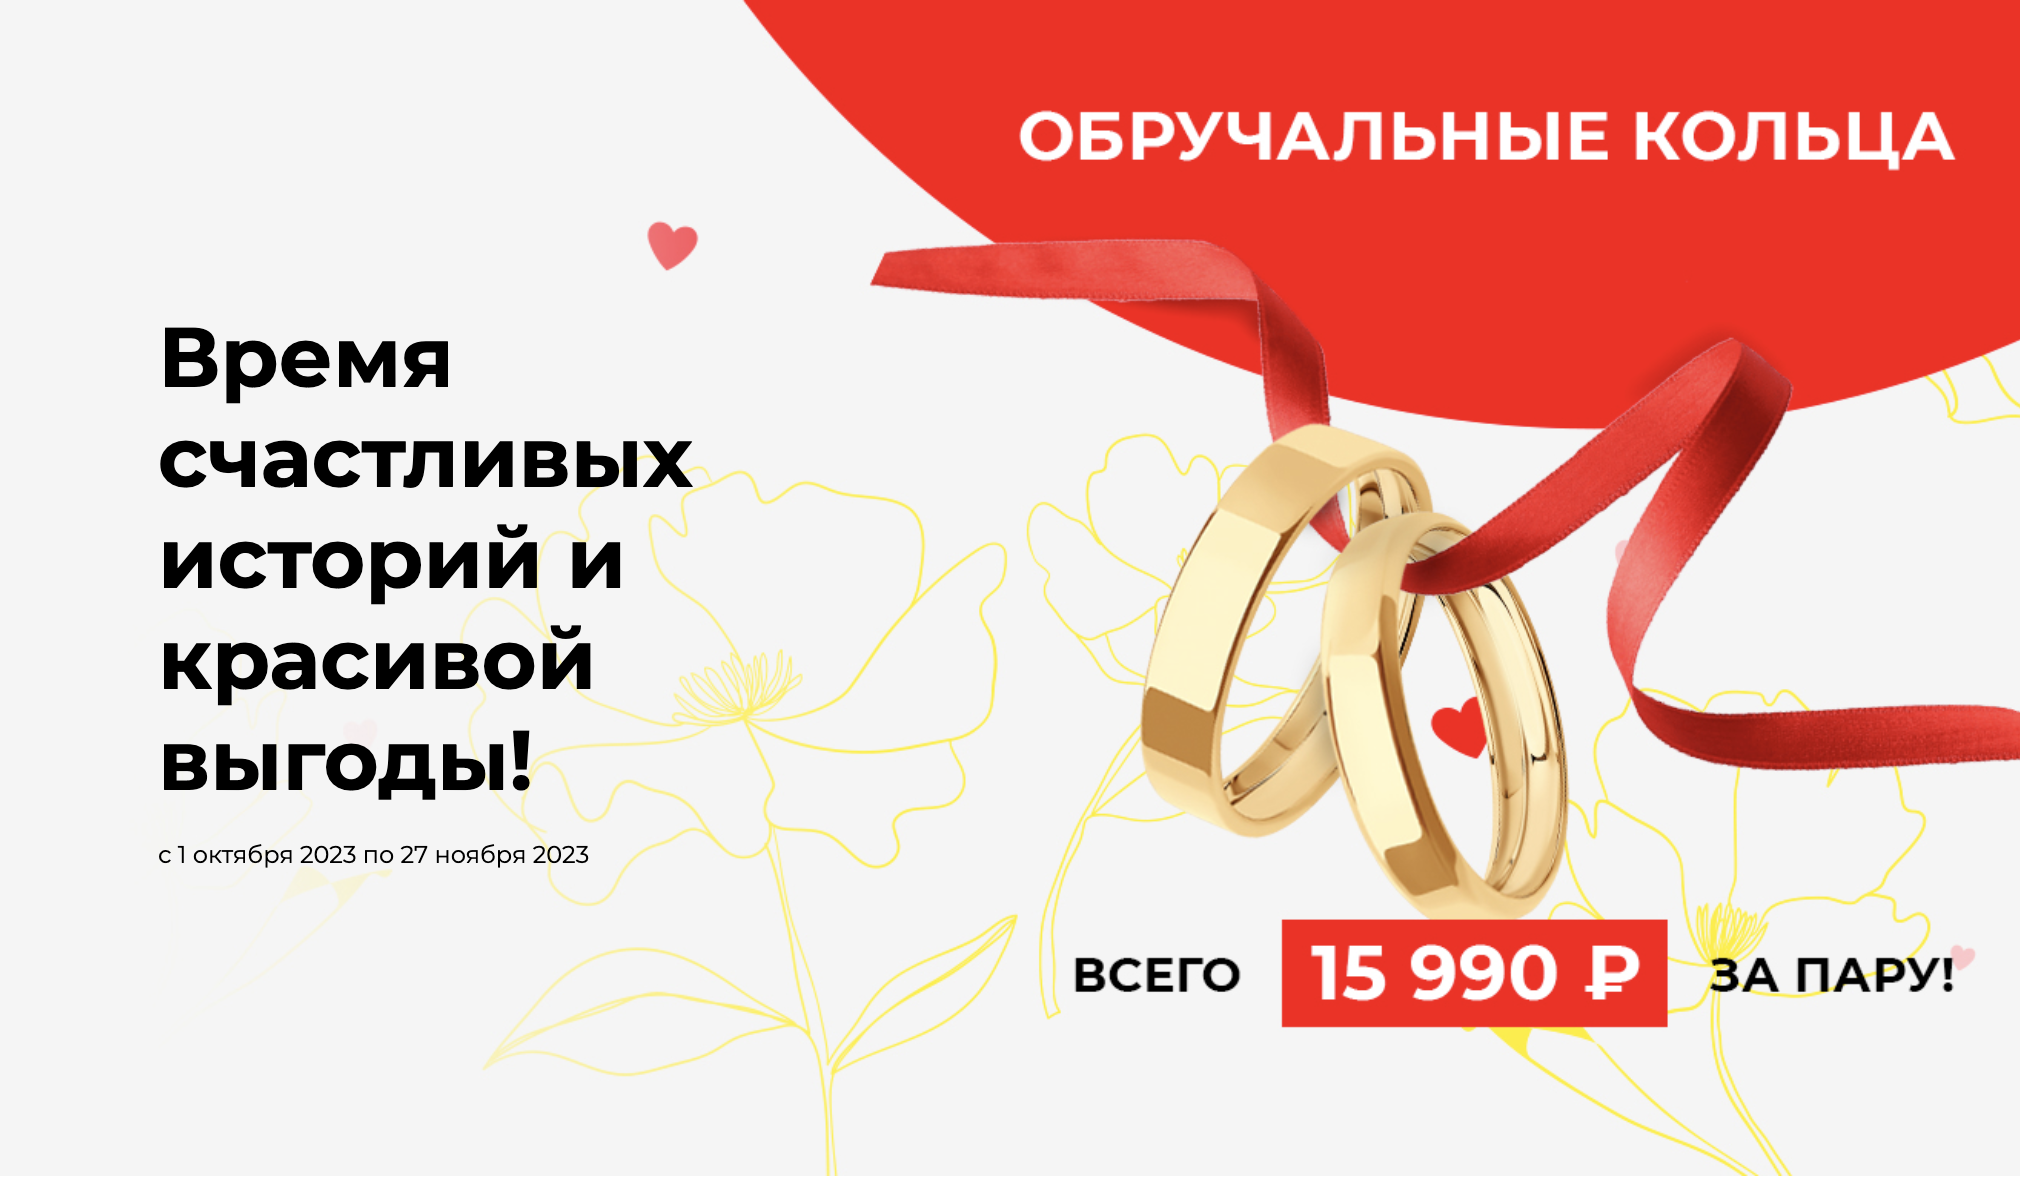 ОБРУЧАЛЬНЫЕ КОЛЬЦА
Время
счастливых
историй и
красивой
выгоды!
с 1 октября 2023 по 27 ноября 2023
ВСЕГО 15 990 ₽ ЗА ПАРУ!